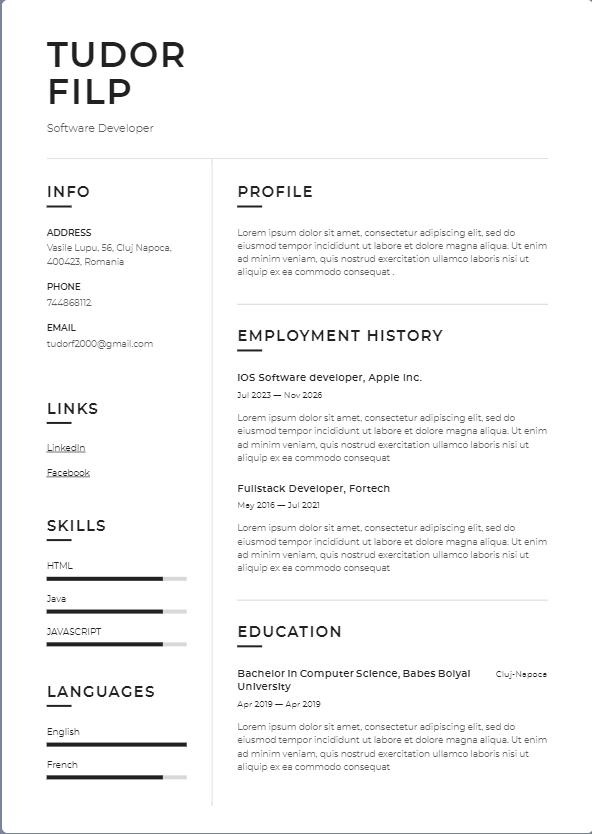 TUDOR
FILP
Software Developer
INFO
ADDRESS
Vasile Lupu, 56, Cluj Napoca,
400423, Romania
PHONE
744868112
EMAIL
tudorf2000@gmail.com
LINKS
LinkedIn
Facebook
SKILLS
HTML
Java
JAVASCRIPT
LANGUAGES
English
French
PROFILE
Lorem ipsum dolor sit amet, consectetur adipiscing elit, sed do
eiusmod tempor incididunt ut labore et dolore magna aliqua. Ut enim
ad minim veniam, quis nostrud exercitation ullamco laboris nisi ut
aliquip ex ea commodo consequat .
EMPLOYMENT HISTORY
IOS Software developer, Apple Inc.
Jul 2023 — Nov 2026
Lorem ipsum dolor sit amet, consectetur adipiscing elit, sed do
eiusmod tempor incididunt ut labore et dolore magna aliqua. Ut enim
ad minim veniam, quis nostrud exercitation ullamco laboris nisi ut
aliquip ex ea commodo consequat
Fullstack Developer, Fortech
May 2016 — Jul 2021
Lorem ipsum dolor sit amet, consectetur adipiscing elit, sed do
eiusmod tempor incididunt ut labore et dolore magna aliqua. Ut enim
ad minim veniam, quis nostrud exercitation ullamco laboris nisi ut
aliquip ex ea commodo consequat
EDUCATION
Bachelor in Computer Science, Babes Bolyai Cluj-Napoca
University
Apr 2019 — Apr 2019
Lorem ipsum dolor sit amet, consectetur adipiscing elit, sed do
eiusmod tempor incididunt ut labore et dolore magna aliqua. Ut enim
ad minim veniam, quis nostrud exercitation ullamco laboris nisi ut
aliquip ex ea commodo consequat